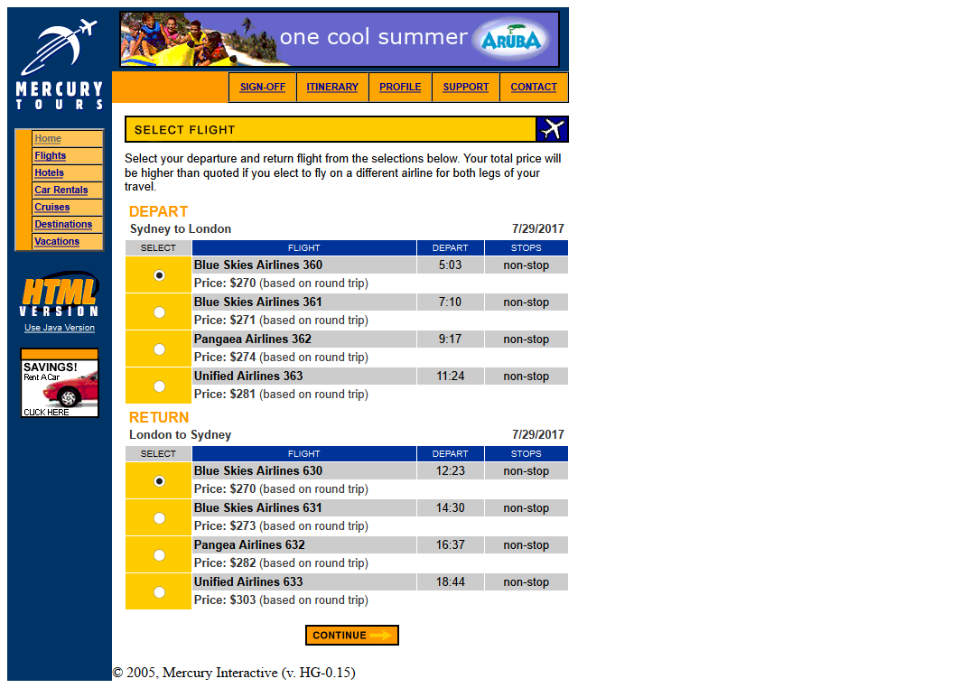 MERCURY
TOURS
one cool summer ARUBA
SIGN-OFF ITINERARY PROFILE SUPPORT CONTACT
Home
Flights
Hotels
Car Rentals
Cruises
Destinations
Vacations
HTML
VERSION
Use Java Version
SAVINGS!
Rent A Car
CLICK HERE
SELECT FLIGHT
Select your departure and return flight from the selections below. Your total price will
be higher than quoted if you elect to fly on a different airline for both legs of your
travel.
DEPART
Sydney to London 7/29/2017
SELECT FLIGHT DEPART STOPS
Blue Skies Airlines 360 5:03 non-stop
Price: $270 (based on round trip)
Blue Skies Airlines 361 7:10 non-stop
Price: $271 (based on round trip)
Pangaea Airlines 362 9:17 non-stop
Price: $274 (based on round trip)
Unified Airlines 363 11:24 non-stop
Price: $281 (based on round trip)
RETURN
London to Sydney 7/29/2017
SELECT FLIGHT DEPART STOPS
Blue Skies Airlines 630 12:23 non-stop
Price: $270 (based on round trip)
Blue Skies Airlines 631 14:30 non-stop
Price: $273 (based on round trip)
Pangea Airlines 632 16:37 non-stop
Price: $282 (based on round trip)
Unified Airlines 633 18:44 non-stop
Price: $303 (based on round trip)
CONTINUE
© 2005, Mercury Interactive (v. HG-0.15)